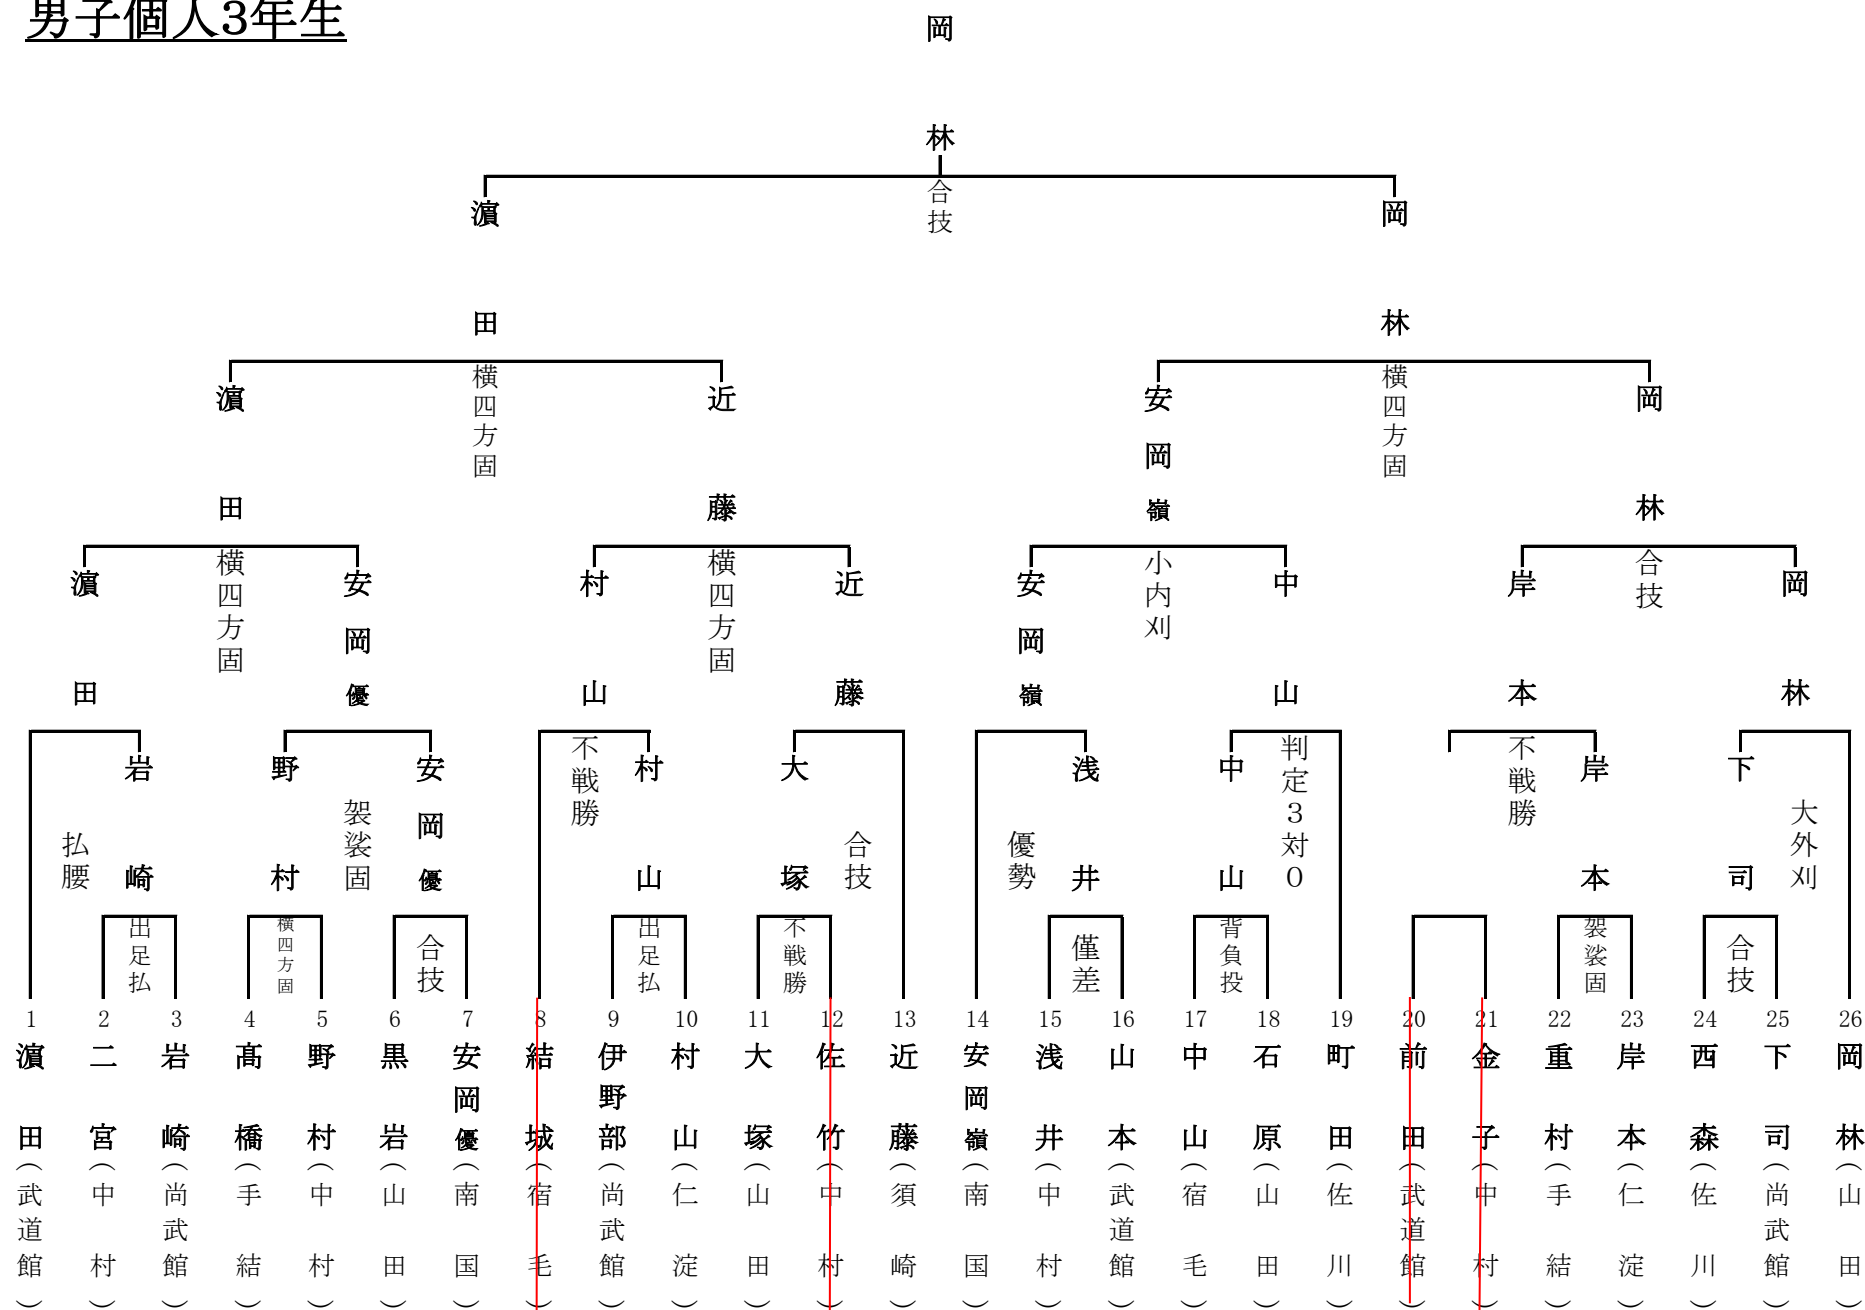 男子個人3年生
岡林
合技
濵田
岡林
横四方固
横四方固
濵田
近藤
安岡嶺
岡林
横四方固
横四方固
小内刈
合技
濵田
安岡優
村山
近藤
安岡嶺
中山
岸本
岡林
払腰
袈裟固
不戦勝
合技
優勢
判定３対０
不戦勝
大外刈
岩崎
野村
安岡優
村山
大塚
浅井
中山
岸本
下司
出足払
横四方固
合技
出足払
不戦勝
僅差
背負投
袈裟固
合技
1 濵田（武道館）
2 二宮（中村）
3 岩崎（尚武館）
4 髙橋（手結）
5 野村（中村）
6 黒岩（山田）
7 安岡優（南国）
8 結城（宿毛）
9 伊野部（尚武館）
10 村山（仁淀）
11 大塚（山田）
12 佐竹（中村）
13 近藤（須崎）
14 安岡嶺（南国）
15 浅井（中村）
16 山本（武道館）
17 中山（宿毛）
18 石原（山田）
19 町田（佐川）
20 前田（武道館）
21 金子（中村）
22 重村（手結）
23 岸本（仁淀）
24 西森（佐川）
25 下司（尚武館）
26 岡林（山田）